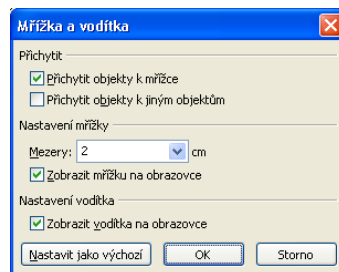 Mřížka a vodítka
Přichytit
Přichytit objekty k mřížce
Přichytit objekty k jiným objektům
Nastavení mřížky
Mezery: 2 cm
Zobrazit mřížku na obrazovce
Nastavení vodítka
Zobrazit vodítka na obrazovce
Nastavit jako výchozí OK Storno